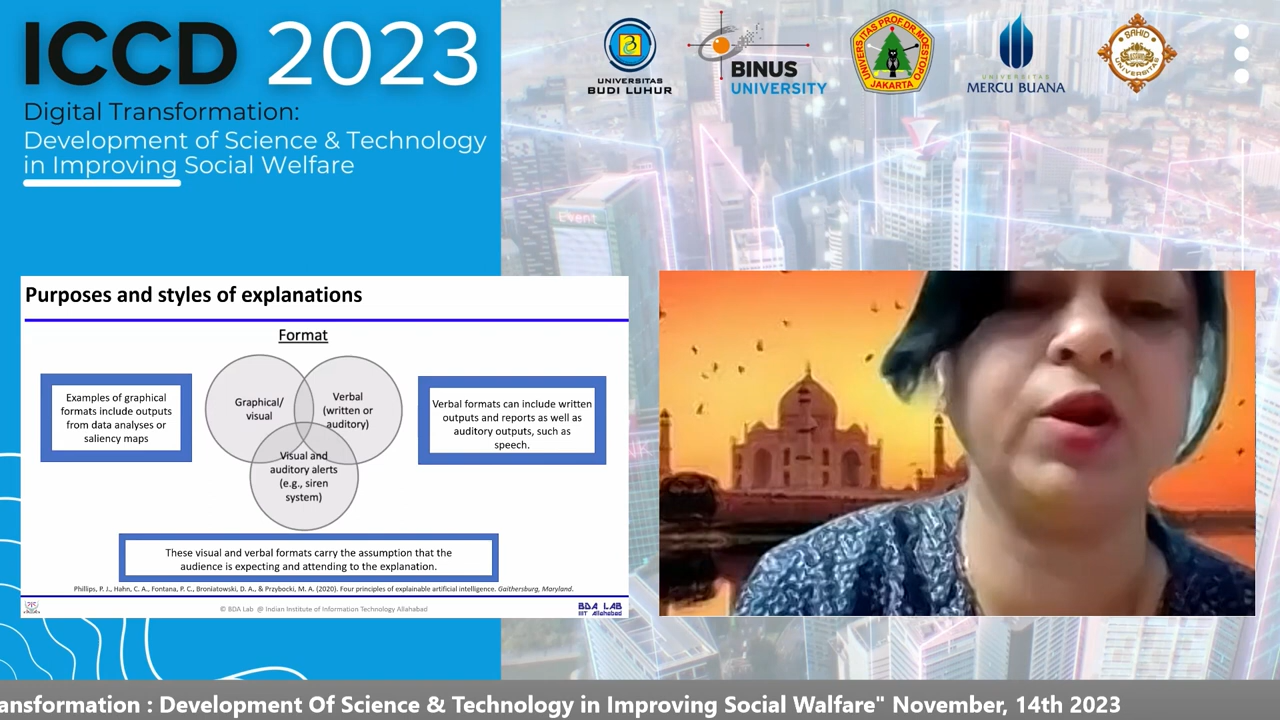 ICCD 2023
Digital Transformation:
Development of Science & Technology
in Improving Social Welfare
UNIVERSITAS
BUDI LUHUR
BINUS
UNIVERSITY
UNIVERSITAS PROF.DR.MOESTOPO
JAKARTA
UNIVERSITAS
MERCU BUANA
SAHID
UNIVERSITAS
Event
Purposes and styles of explanations
Format
Examples of graphical
formats include outputs
from data analyses or
saliency maps
Graphical/
visual
Verbal
(written or
auditory)
Visual and
auditory alerts
(e.g., siren
system)
Verbal formats can include written
outputs and reports as well as
auditory outputs, such as
speech.
These visual and verbal formats carry the assumption that the
audience is expecting and attending to the explanation.
Phillips, P. J., Hahn, C. A., Fontana, P. C., Broniatowski, D. A., & Przybocki, M. A. (2020). Four principles of explainable artificial intelligence. Gaithersburg, Maryland.
© BDA Lab @ Indian Institute of Information Technology Allahabad
BDA LAB
IIIT Allahabad
ansformation : Development Of Science & Technology in Improving Social Walfare" November, 14th 2023